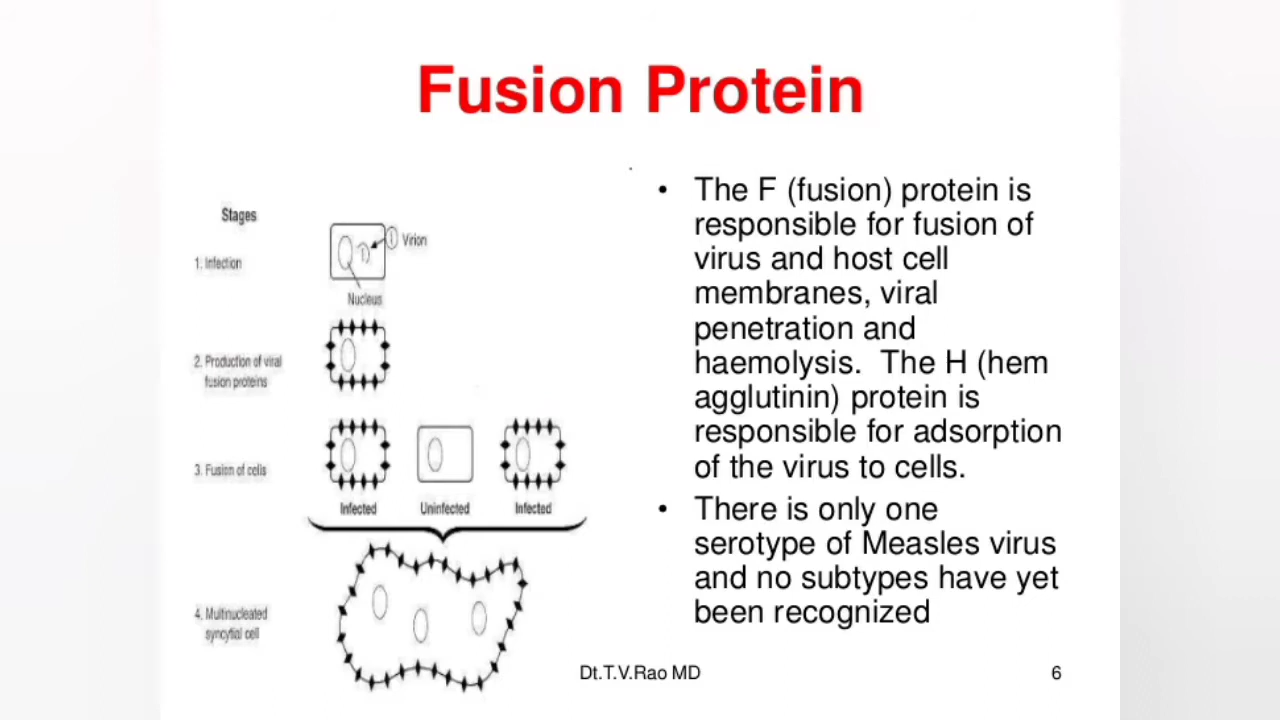 Fusion Protein
Stages
1. Infection
Virion
Nucleus
2. Production of viral
fusion proteins
3. Fusion of cells
Infected
Uninfected
Infected
4. Multinucleated
syncytial cell
• The F (fusion) protein is
responsible for fusion of
virus and host cell
membranes, viral
penetration and
haemolysis. The H (hem
agglutinin) protein is
responsible for adsorption
of the virus to cells.
• There is only one
serotype of Measles virus
and no subtypes have yet
been recognized
Dt.T.V.Rao MD
6